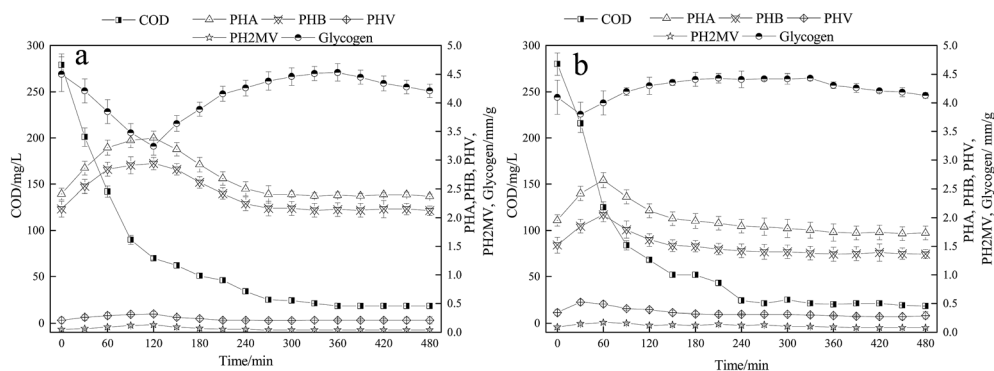 COD PHA PHB PHV
PH2MV Glycogen
a
300
250
200
150
100
50
0
COD/mg/L
5.0
4.5
4.0
3.5
3.0
2.5
2.0
1.5
1.0
0.5
0.0
PHA,PHB, PHV,
PH2MV, Glycogen/mm/g
0 60 120 180 240 300 360 420 480
Time/min
COD PHA PHB PHV
PH2MV Glycogen
b
300
250
200
150
100
50
0
COD/mg/L
5.0
4.5
4.0
3.5
3.0
2.5
2.0
1.5
1.0
0.5
0.0
PHA, PHB, PHV,
PH2MV, Glycogen/ mm/g
0 60 120 180 240 300 360 420 480
Time/min